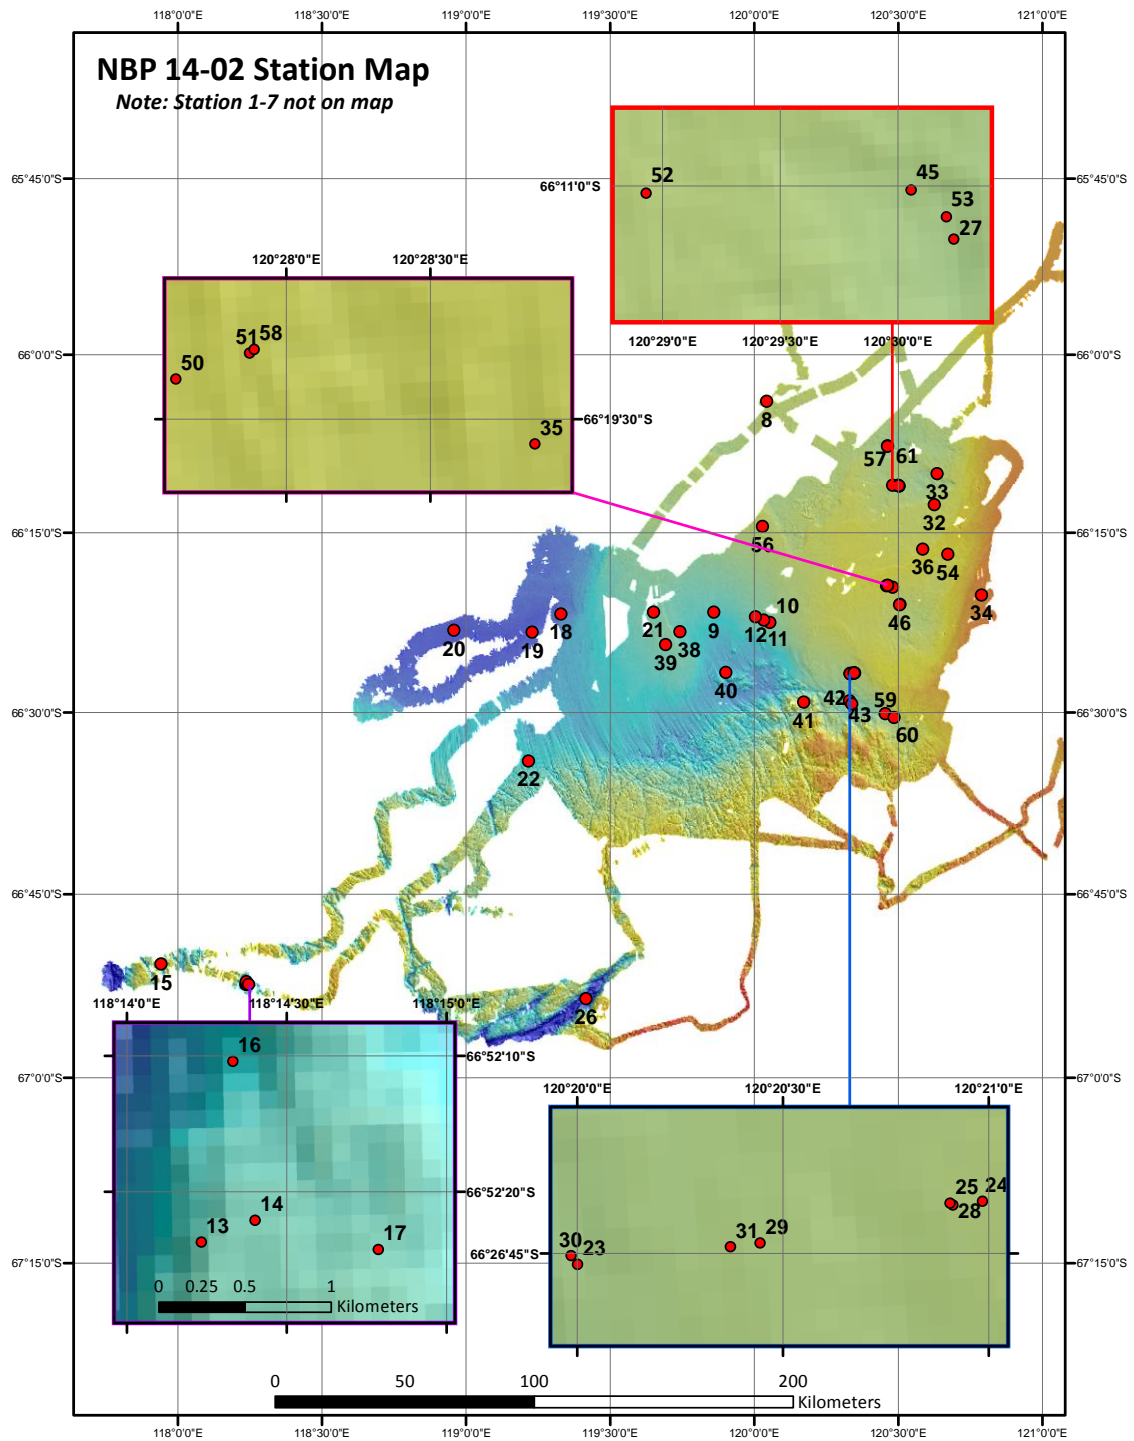 118°0'0"E 118°30'0"E 119°0'0"E 119°30'0"E 120°0'0"E 120°30'0"E 121°0'0"E
NBP 14-02 Station Map
Note: Station 1-7 not on map
65°45'0"S 65°45'0"S
66°11'0"S
52 45
53
27
120°28'0"E 120°28'30"E
120°29'0"E 120°29'30"E 120°30'0"E
51 58
50
66°0'0"S 66°0'0"S
66°19'30"S
35
8
57 61
33
32
66°15'0"S 66°15'0"S
56
36 54
34
10
46
18 21 9 12 11
20 19 39 38
40
42 59
41 43
66°30'0"S 66°30'0"S
60
22
66°45'0"S 66°45'0"S
15
118°14'0"E 118°14'30"E 118°15'0"E
26
16
66°52'10"S
67°0'0"S 67°0'0"S
120°20'0"E 120°20'30"E 120°21'0"E
66°52'20"S
14
13 17
25 24
28
31 29
30 23
66°26'45"S
67°15'0"S 67°15'0"S
0 0.25 0.5 1
Kilometers
0 50 100 200
Kilometers
118°0'0"E 118°30'0"E 119°0'0"E 119°30'0"E 120°0'0"E 120°30'0"E 121°0'0"E